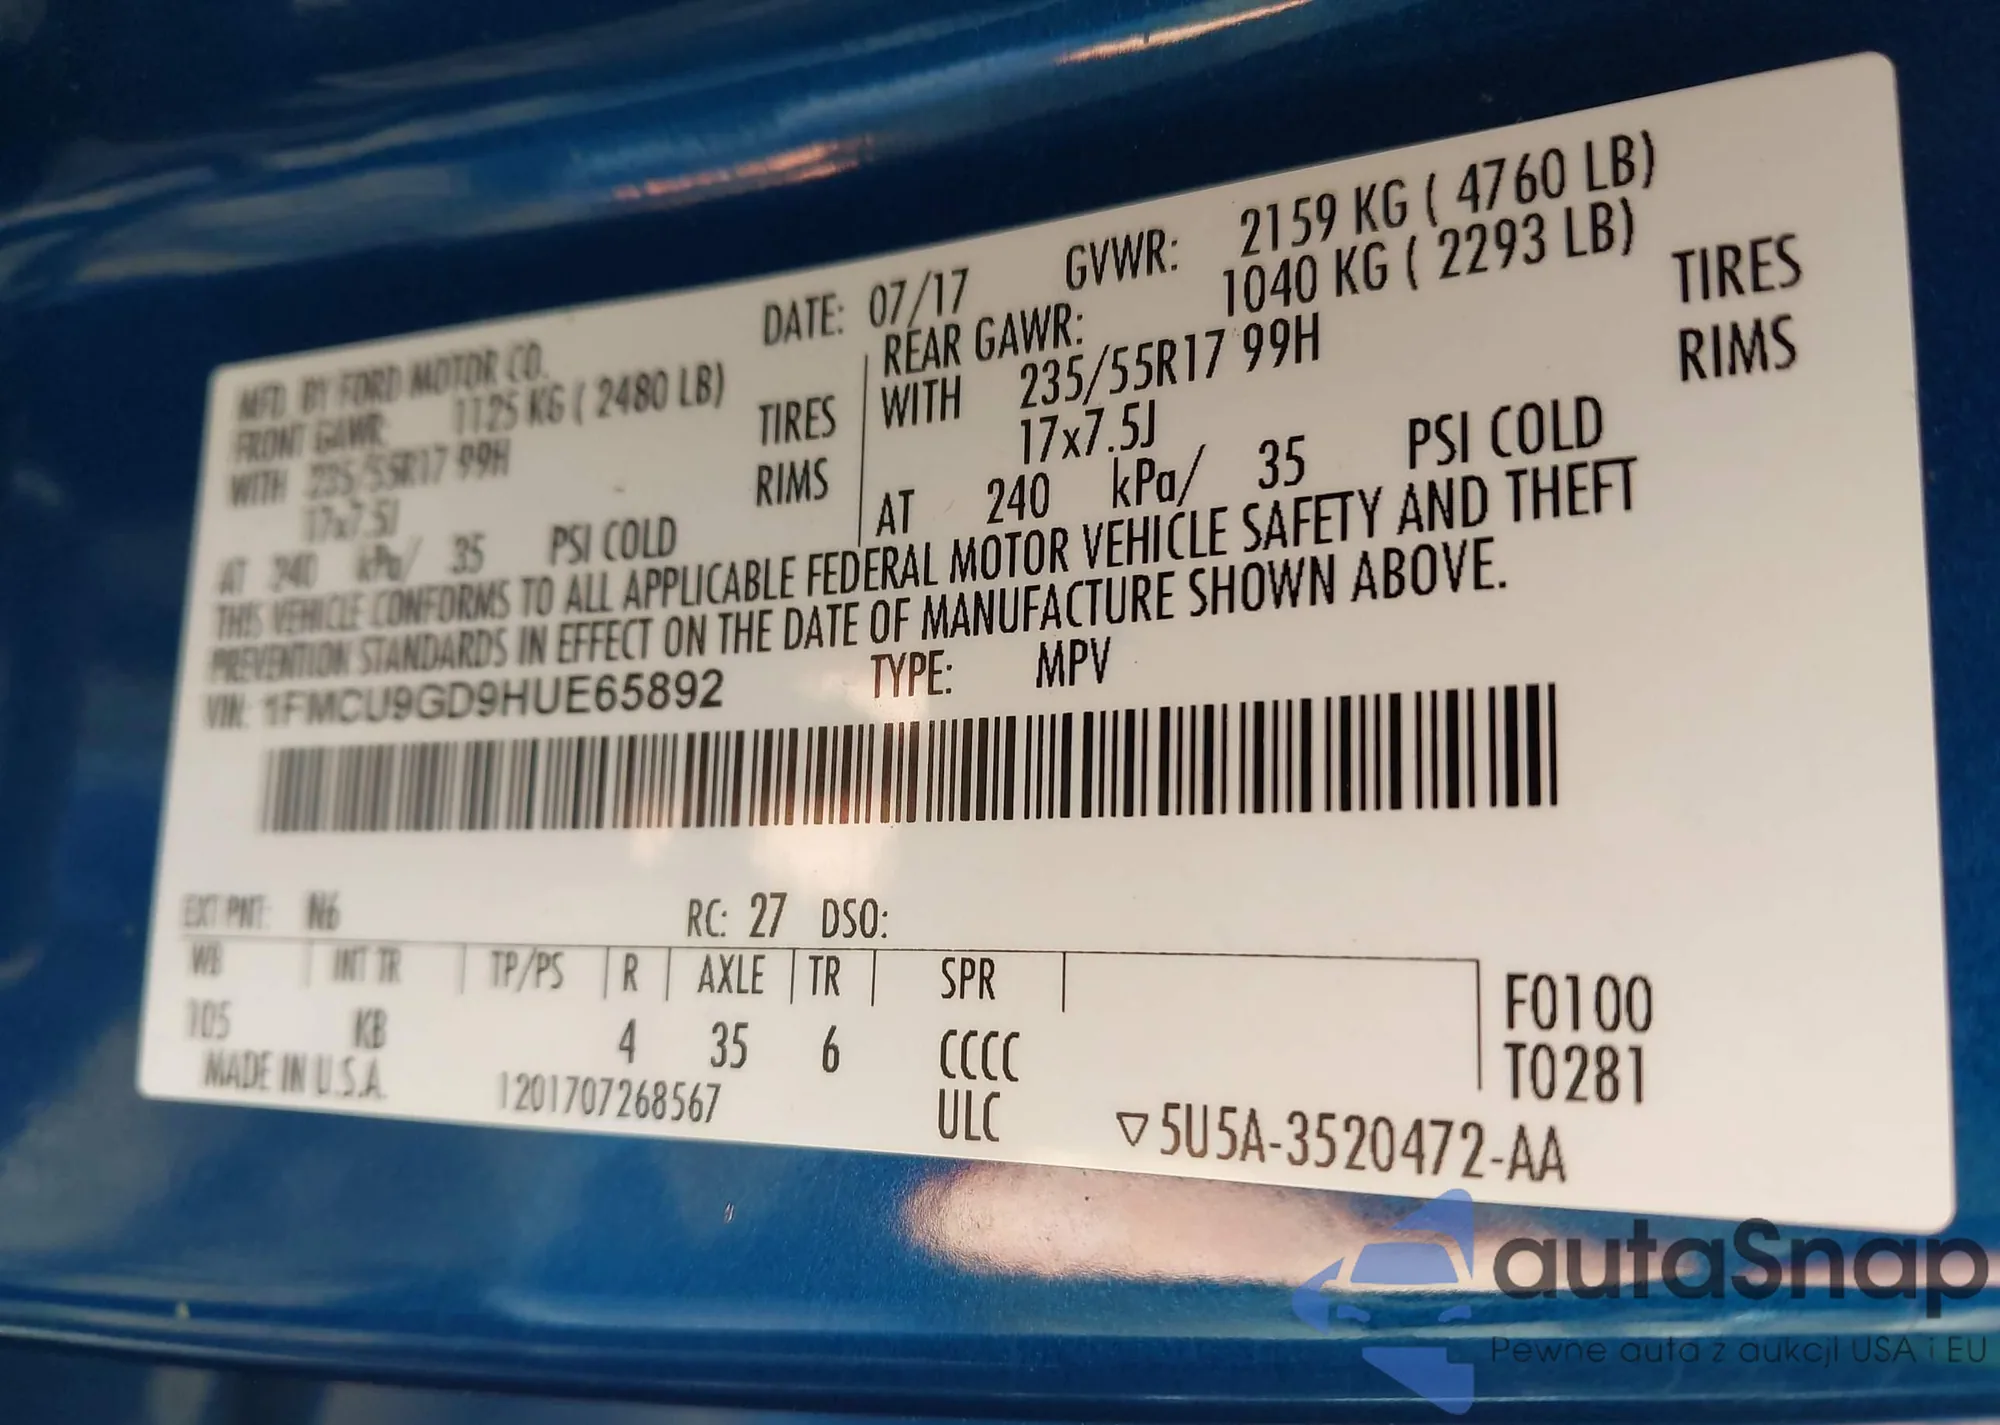 MFD. BY FORD MOTOR CO. DATE: 07/17 GVWR: 2159 KG ( 4760 LB)
FRONT GAWR: 1125 KG ( 2480 LB) REAR GAWR: 1040 KG ( 2293 LB)
WITH 235/55R17 99H TIRES WITH 235/55R17 99H TIRES
17x7.5J RIMS 17x7.5J RIMS
AT 240 kPa/ 35 PSI COLD AT 240 kPa/ 35 PSI COLD
THIS VEHICLE CONFORMS TO ALL APPLICABLE FEDERAL MOTOR VEHICLE SAFETY AND THEFT
PREVENTION STANDARDS IN EFFECT ON THE DATE OF MANUFACTURE SHOWN ABOVE.
VIN: 1FMCU9GD9HUE65892 TYPE: MPV
EXT PNT: N6 RC: 27 DSO:
WB INT TR TP/PS R AXLE TR SPR F0100
105 KB 4 35 6 CCCC T0281
MADE IN U.S.A. 1201707268567 ULC ▽5U5A-3520472-AA
autaSnap
Pewne auta z aukcji USA i EU